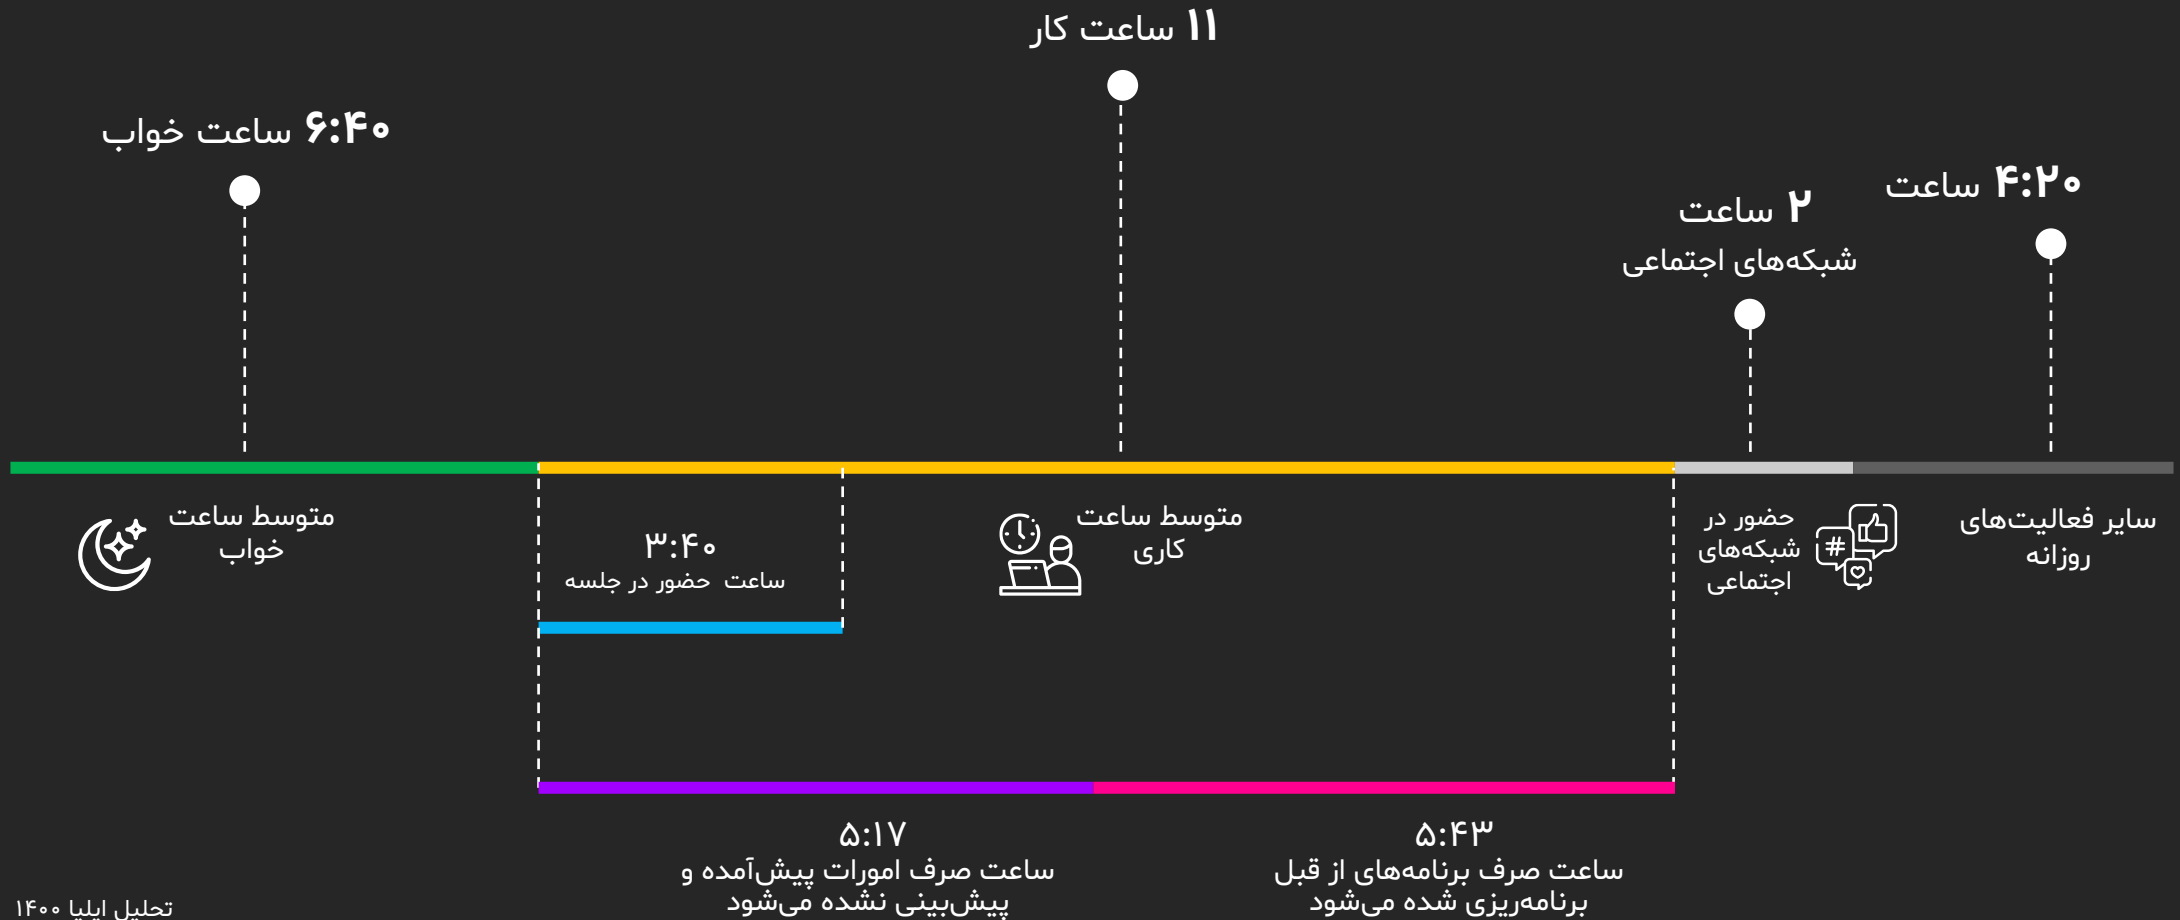 ۱۱ ساعت کار
۶:۴۰ ساعت خواب
۴:۲۰ ساعت
۲ ساعت
شبکه‌های اجتماعی
متوسط ساعت
خواب
۳:۴۰
ساعت حضور در جلسه
متوسط ساعت
کاری
حضور در
شبکه‌های
اجتماعی
#
سایر فعالیت‌های
روزانه
۵:۱۷
ساعت صرف امورات پیش‌آمده و
پیش‌بینی نشده می‌شود
۵:۴۳
ساعت صرف برنامه‌های از قبل
برنامه‌ریزی شده می‌شود
تحلیل ایلیا ۱۴۰۰